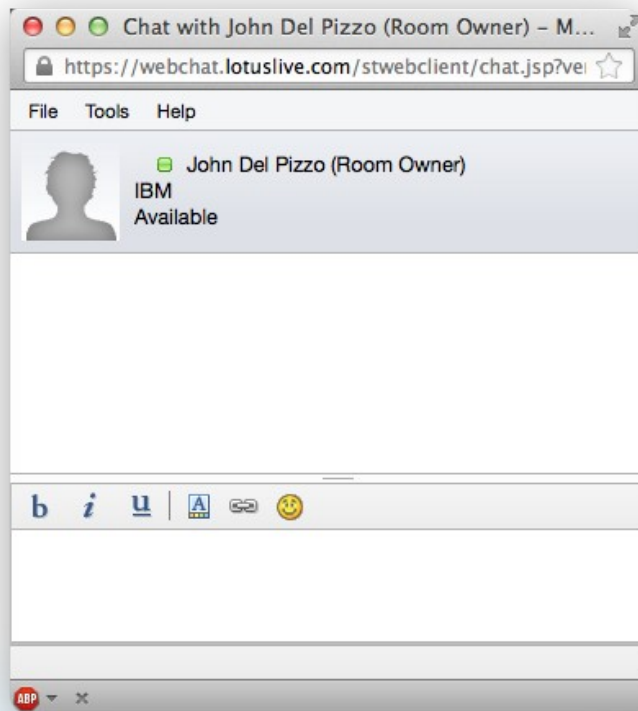 Chat with John Del Pizzo (Room Owner) – M...
https://webchat.lotuslive.com/stwebclient/chat.jsp?ve
File Tools Help
John Del Pizzo (Room Owner)
IBM
Available
b i u A
ABP